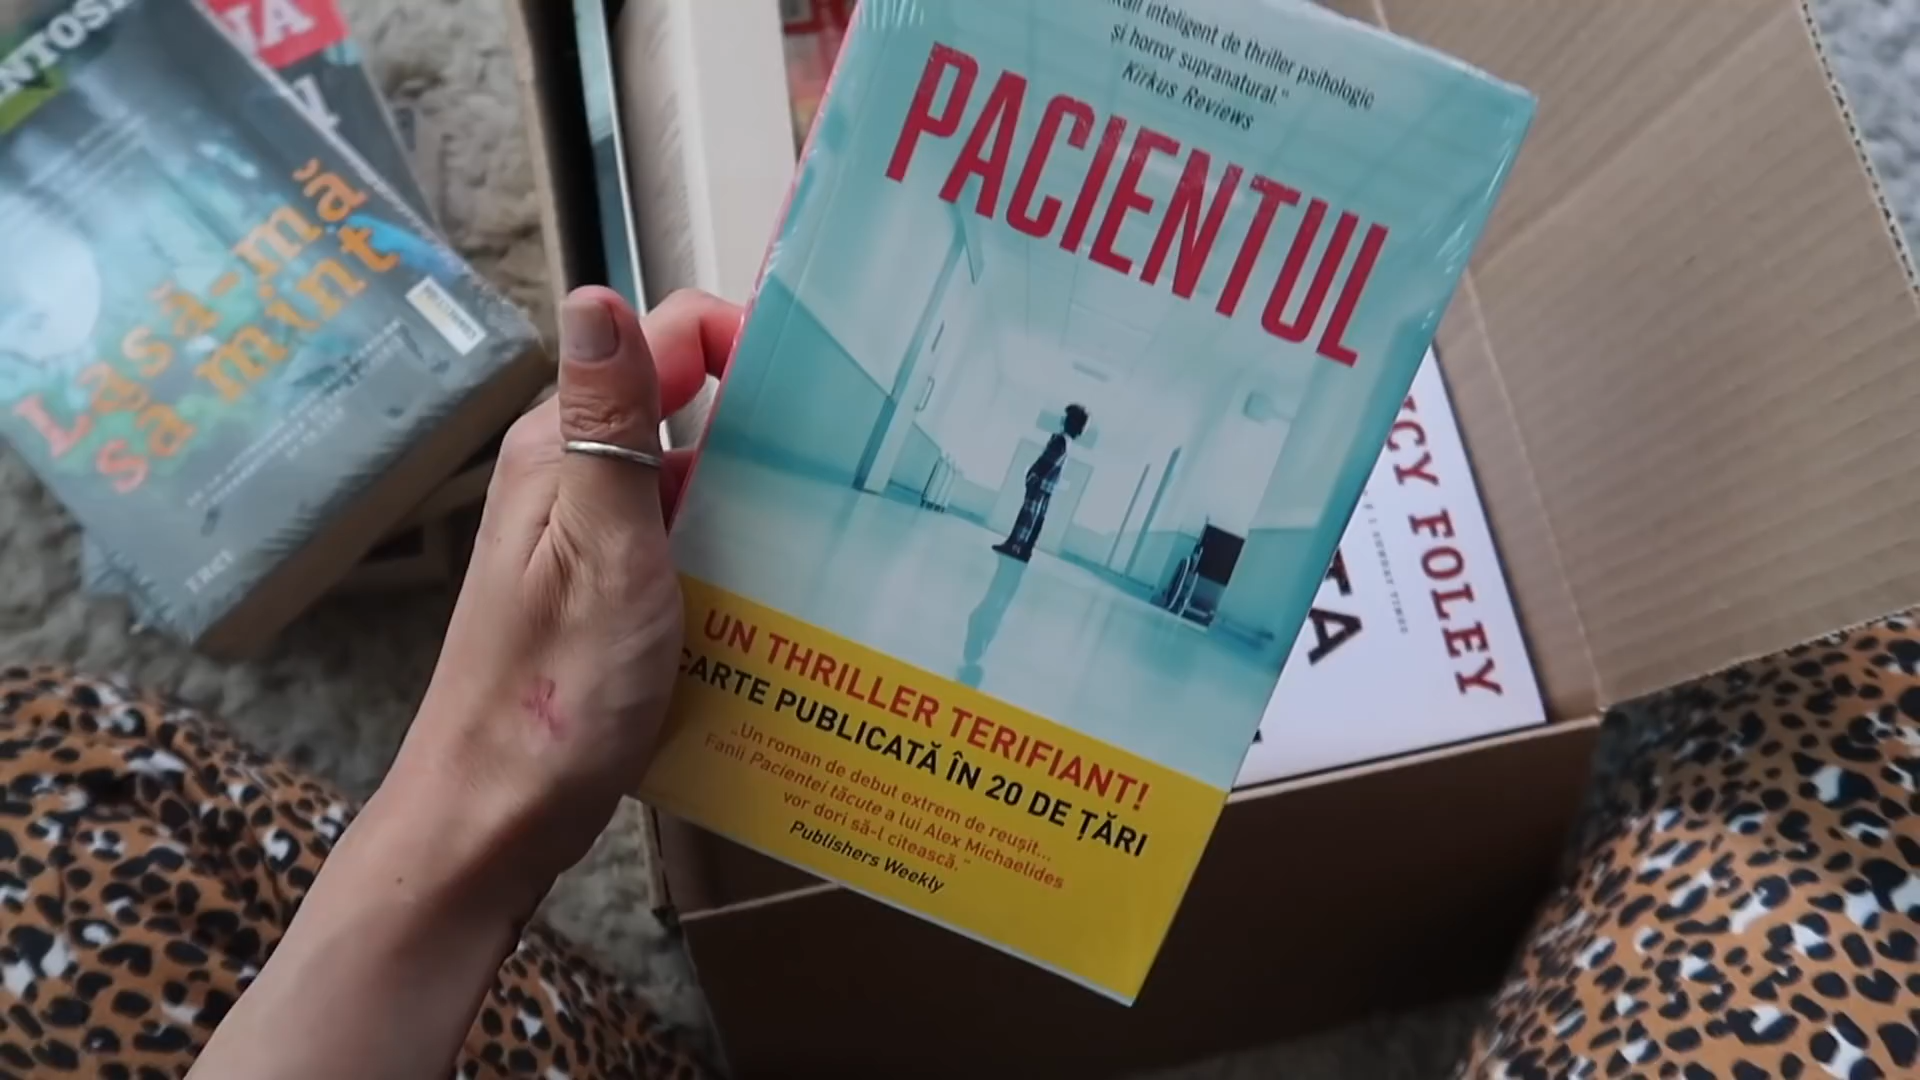 Lasă-mă
să mint
TREI
inteligent de thriller psihologic
și horror supranatural."
Kirkus Reviews
PACIENTUL
UN THRILLER TERIFIANT!
CARTE PUBLICATĂ ÎN 20 DE ȚĂRI
„Un roman de debut extrem de reușit...
Fanii Pacientei tăcute a lui Alex Michaelides
vor dori să-l citească."
Publishers Weekly
FOLEY